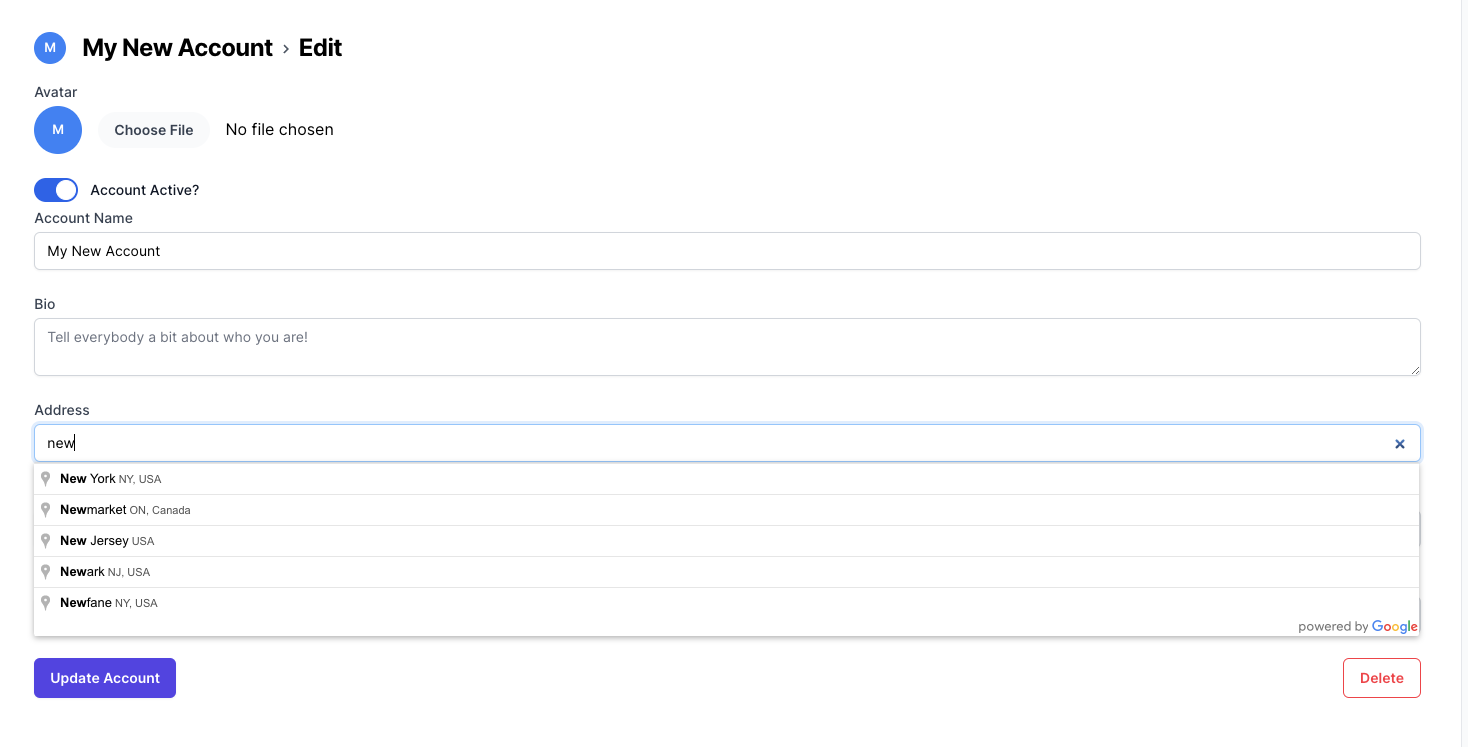 M My New Account › Edit
Avatar
M Choose File No file chosen
Account Active?
Account Name
My New Account
Bio
Tell everybody a bit about who you are!
Address
new
New York NY, USA
Newmarket ON, Canada
New Jersey USA
Newark NJ, USA
Newfane NY, USA
powered by Google
Update Account Delete